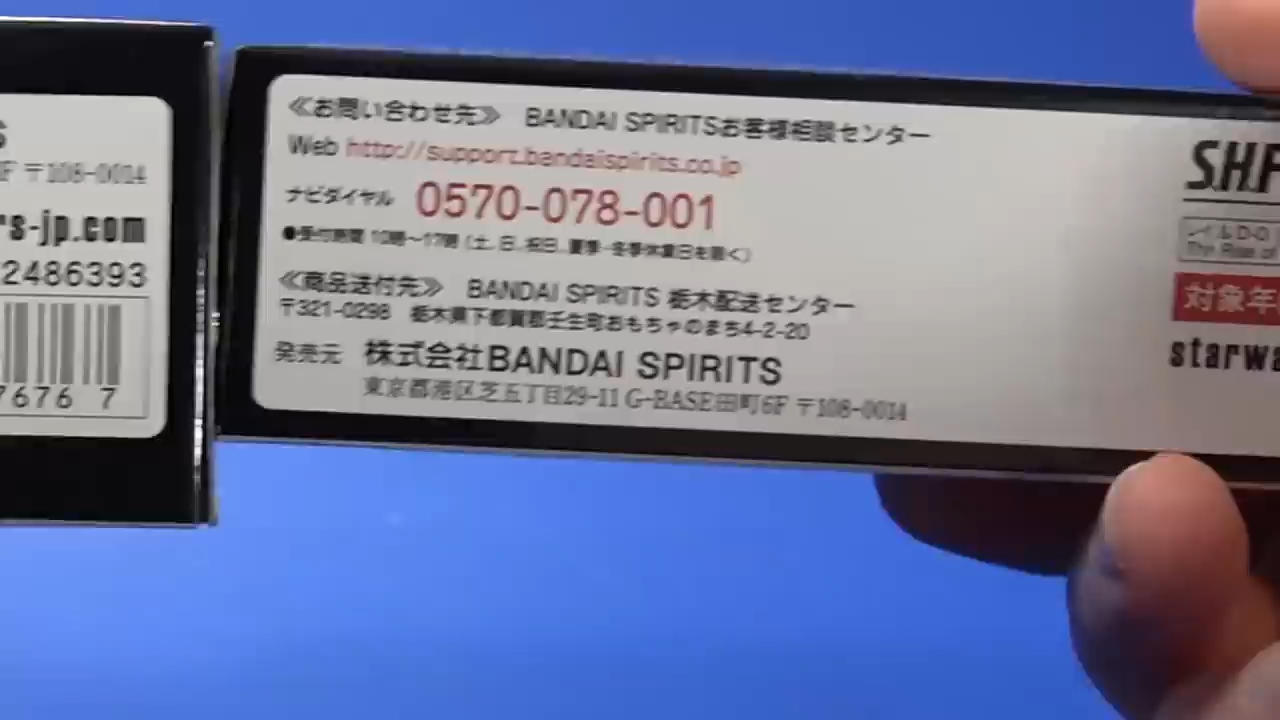 F 〒108-0014
rs-jp.com
2486393
7676 7
≪お問い合わせ先≫ BANDAI SPIRITSお客様相談センター
Web http://support.bandaispirits.co.jp
ナビダイヤル 0570-078-001
●受付時間 10時～17時（土、日、祝日、夏季・冬季休業日を除く）
≪商品送付先≫ BANDAI SPIRITS 栃木配送センター
〒321-0298 栃木県下都賀郡壬生町おもちゃのまち4-2-20
発売元 株式会社BANDAI SPIRITS
東京都港区芝五丁目29-11 G-BASE田町6F 〒108-0014
S.H.F
レイ&D-O
The Rise of
対象年
starwa